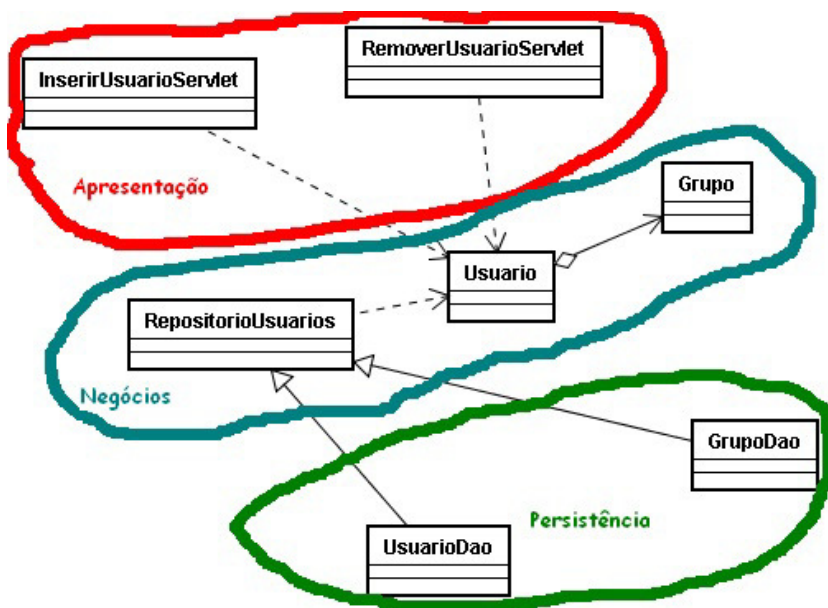 RemoverUsuarioServlet
InserirUsuarioServlet
Apresentação
Grupo
Usuario
RepositorioUsuarios
Negócios
GrupoDao
Persistência
UsuarioDao